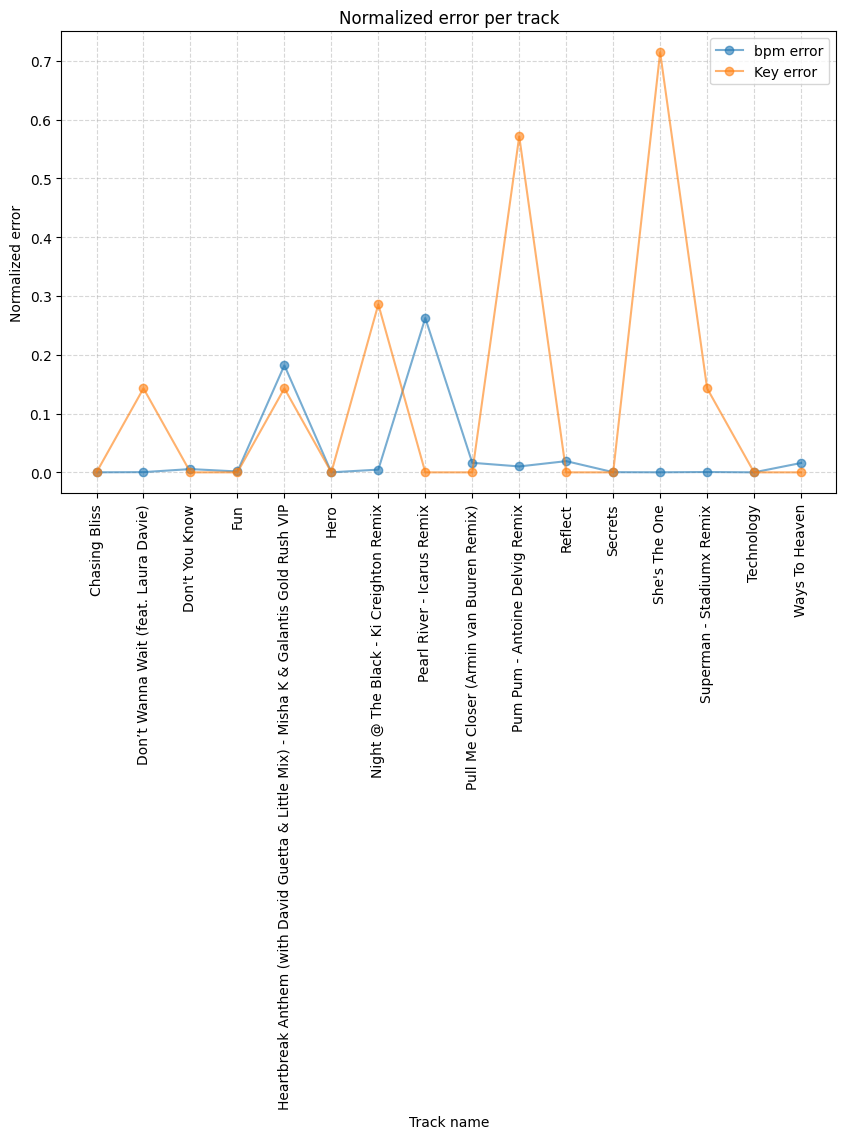 Normalized error per track
bpm error
Key error
Normalized error
0.7
0.6
0.5
0.4
0.3
0.2
0.1
0.0
Chasing Bliss
Don’t Wanna Wait (feat. Laura Davie)
Don't You Know
Fun
Heartbreak Anthem (with David Guetta & Little Mix) - Misha K & Galantis Gold Rush VIP
Hero
Night @ The Black - Ki Creighton Remix
Pearl River - Icarus Remix
Pull Me Closer (Armin van Buuren Remix)
Pum Pum - Antoine Delvig Remix
Reflect
Secrets
She's The One
Superman - Stadiumx Remix
Technology
Ways To Heaven
Track name